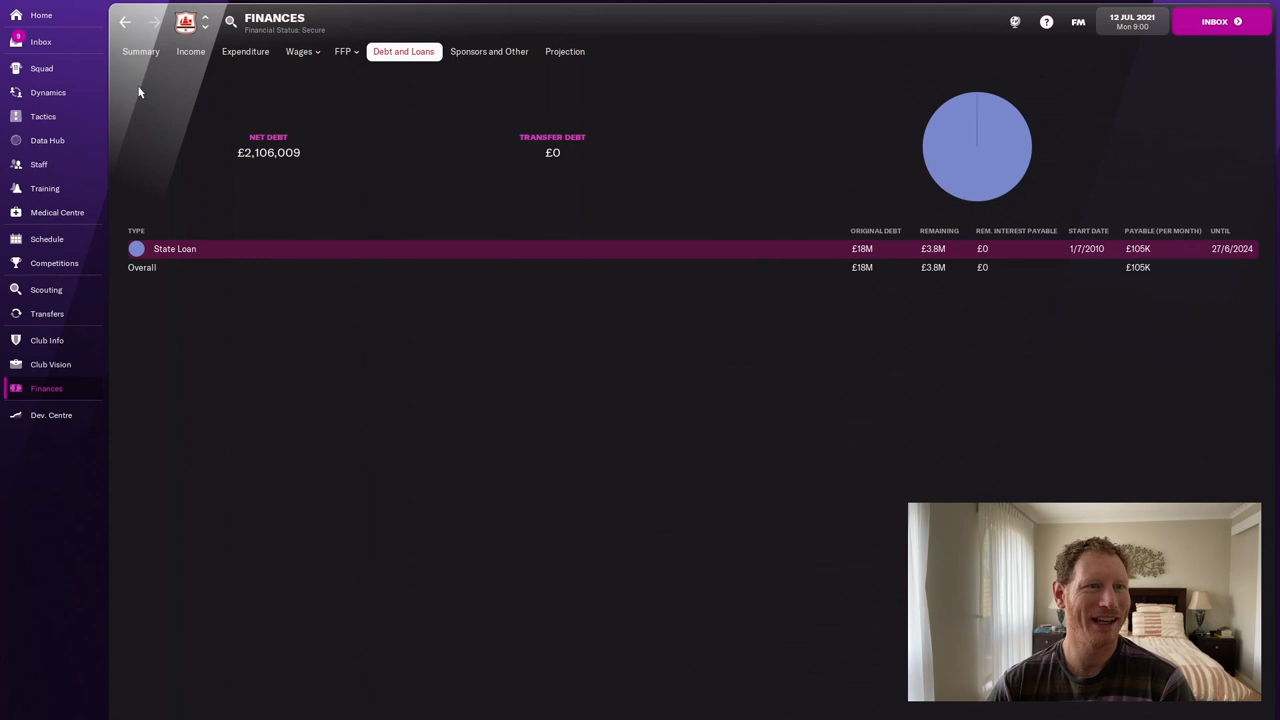 Home
FINANCES
Financial Status: Secure
FM
12 JUL 2021
Mon 9:00
INBOX
9
Inbox
Summary
Income
Expenditure
Wages
FFP
Debt and Loans
Sponsors and Other
Projection
Squad
Dynamics
Tactics
Data Hub
Staff
Training
Medical Centre
Schedule
Competitions
Scouting
Transfers
Club Info
Club Vision
Finances
Dev. Centre
NET DEBT
£2,106,009
TRANSFER DEBT
£0
TYPE ORIGINAL DEBT REMAINING REM. INTEREST PAYABLE START DATE PAYABLE (PER MONTH) UNTIL
State Loan £18M £3.8M £0 1/7/2010 £105K 27/6/2024
Overall £18M £3.8M £0 £105K